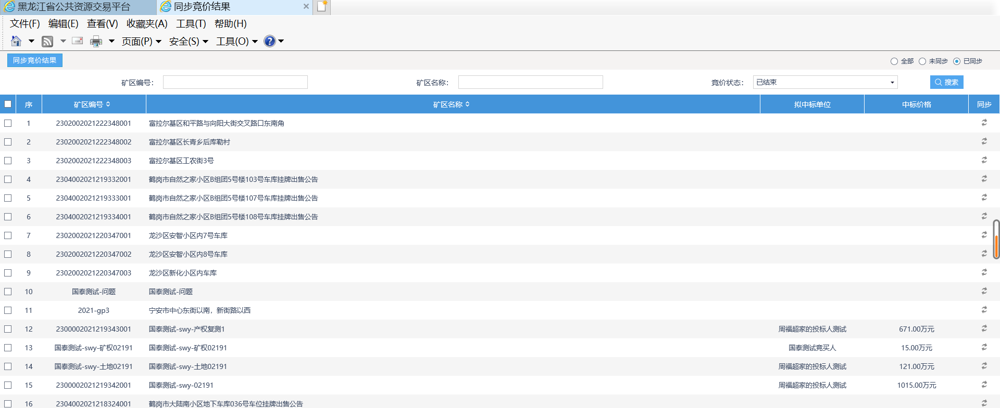 黑龙江省公共资源交易平台 同步竞价结果
文件(F) 编辑(E) 查看(V) 收藏夹(A) 工具(T) 帮助(H)
页面(P) 安全(S) 工具(O)
同步竞价结果 全部 未同步 已同步
矿区编号： 矿区名称： 竞价状态： 已结束 搜索
序 矿区编号 矿区名称 拟中标单位 中标价格 同步
1 2302002021222348001 富拉尔基区和平路与向阳大街交叉路口东南角
2 2302002021222348002 富拉尔基区长青乡后库勒村
3 2302002021222348003 富拉尔基区工农街3号
4 2304002021219332001 鹤岗市自然之家小区B组团5号楼103号车库挂牌出售公告
5 2304002021219333001 鹤岗市自然之家小区B组团5号楼107号车库挂牌出售公告
6 2304002021219334001 鹤岗市自然之家小区B组团5号楼108号车库挂牌出售公告
7 2302002021220347001 龙沙区安智小区内7号车库
8 2302002021220347002 龙沙区安智小区内8号车库
9 2302002021220347003 龙沙区新化小区内车库
10 国泰测试-问题 国泰测试-问题
11 2021-gp3 宁安市中心东街以南，新街路以西
12 2300002021219343001 国泰测试-swy-产权复测1 周福超家的投标人测试 671.00万元
13 国泰测试-swy-矿权02191 国泰测试-swy-矿权02191 国泰测试竞买人 15.00万元
14 国泰测试-swy-土地02191 国泰测试-swy-土地02191 周福超家的投标人测试 121.00万元
15 2300002021219342001 国泰测试-swy-02191 周福超家的投标人测试 1015.00万元
16 2304002021218324001 鹤岗市大陆南小区地下车库036号车位挂牌出售公告